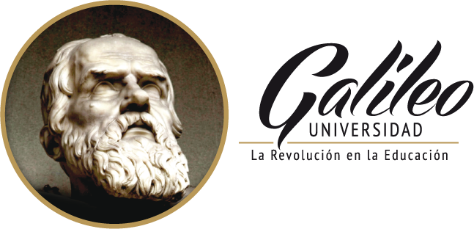 Galileo
UNIVERSIDAD
La Revolución en la Educación